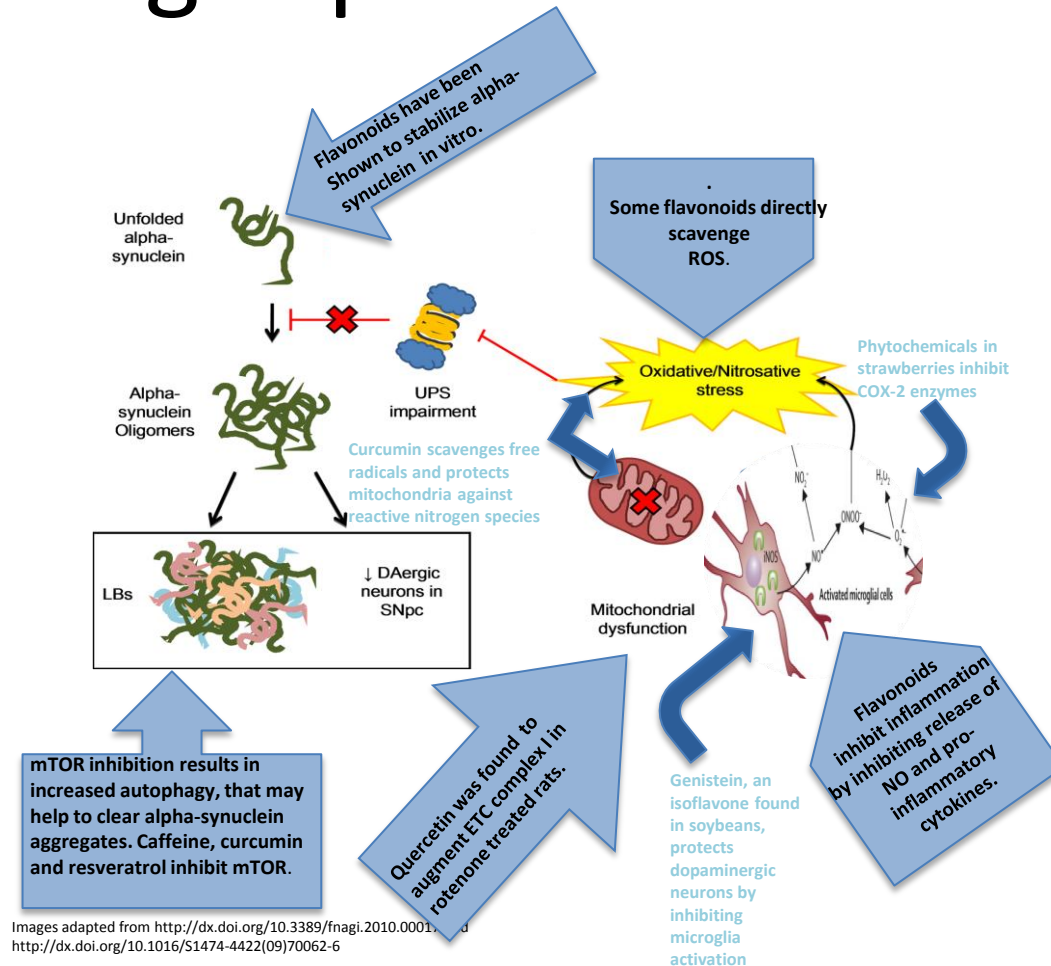 Flavonoids have been
Shown to stabilize alpha-
synuclein in vitro.
.
Some flavonoids directly
scavenge
ROS.
Unfolded
alpha-
synuclein
UPS
impairment
Oxidative/Nitrosative
stress
Phytochemicals in
strawberries inhibit
COX-2 enzymes
Alpha-
synuclein
Oligomers
Curcumin scavenges free
radicals and protects
mitochondria against
reactive nitrogen species
NO₂⁻
H₂O₂
ONOO⁻
O₂•⁻
iNOS
NO•
Activated microglial cells
LBs
↓ DAergic
neurons in
SNpc
Mitochondrial
dysfunction
mTOR inhibition results in
increased autophagy, that may
help to clear alpha-synuclein
aggregates. Caffeine, curcumin
and resveratrol inhibit mTOR.
Quercetin was found to
augment ETC complex I in
rotenone treated rats.
Genistein, an
isoflavone found
in soybeans,
protects
dopaminergic
neurons by
inhibiting
microglia
activation
Flavonoids
inhibit inflammation
by inhibiting release of
NO and pro-
inflammatory
cytokines.
Images adapted from http://dx.doi.org/10.3389/fnagi.2010.0001
http://dx.doi.org/10.1016/S1474-4422(09)70062-6